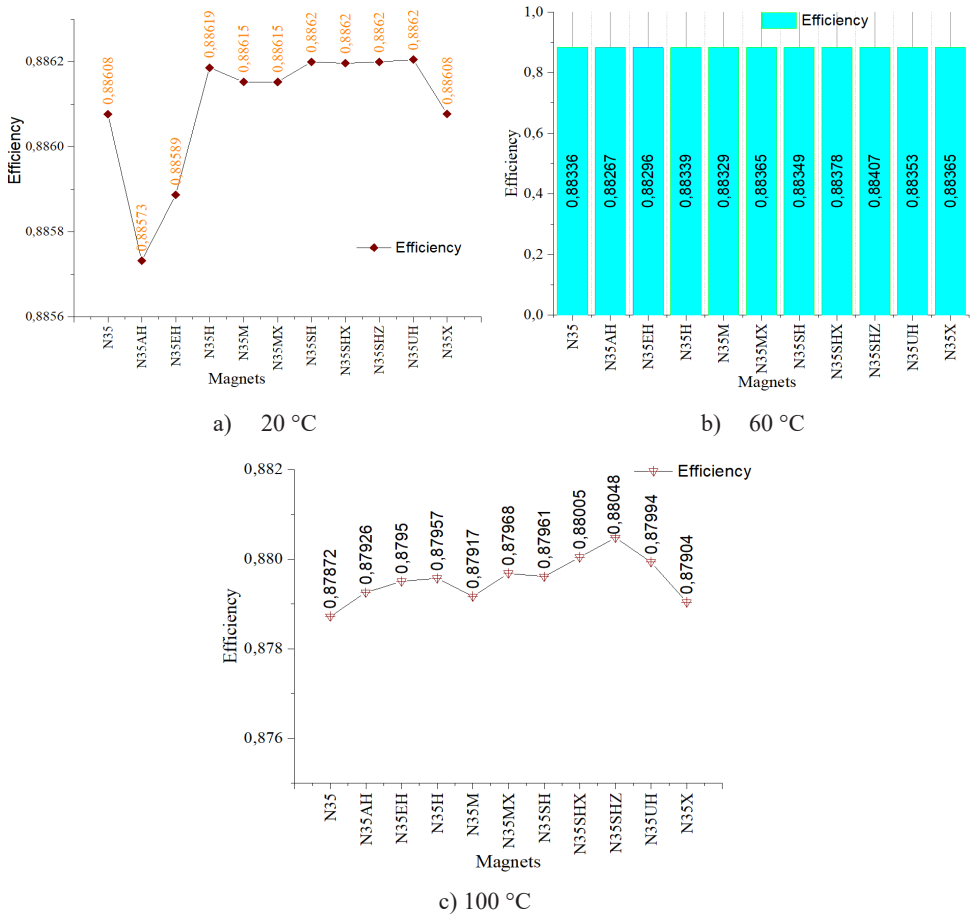 0,88608
0,88573
0,88589
0,88619
0,88615
0,88615
0,8862
0,8862
0,8862
0,8862
0,88608
0,8862
0,8860
0,8858
0,8856
Efficiency
Efficiency
N35
N35AH
N35EH
N35H
N35M
N35MX
N35SH
N35SHX
N35SHZ
N35UH
N35X
Magnets
a) 20 °C
Efficiency
1,0
0,8
0,6
0,4
0,2
0,0
Efficiency
0,88336
0,88267
0,88296
0,88339
0,88329
0,88365
0,88349
0,88378
0,88407
0,88353
0,88365
N35
N35AH
N35EH
N35H
N35M
N35MX
N35SH
N35SHX
N35SHZ
N35UH
N35X
Magnets
b) 60 °C
Efficiency
0,882
0,880
0,878
0,876
Efficiency
0,87872
0,87926
0,8795
0,87957
0,87917
0,87968
0,87961
0,88005
0,88048
0,87994
0,87904
N35
N35AH
N35EH
N35H
N35M
N35MX
N35SH
N35SHX
N35SHZ
N35UH
N35X
Magnets
c) 100 °C